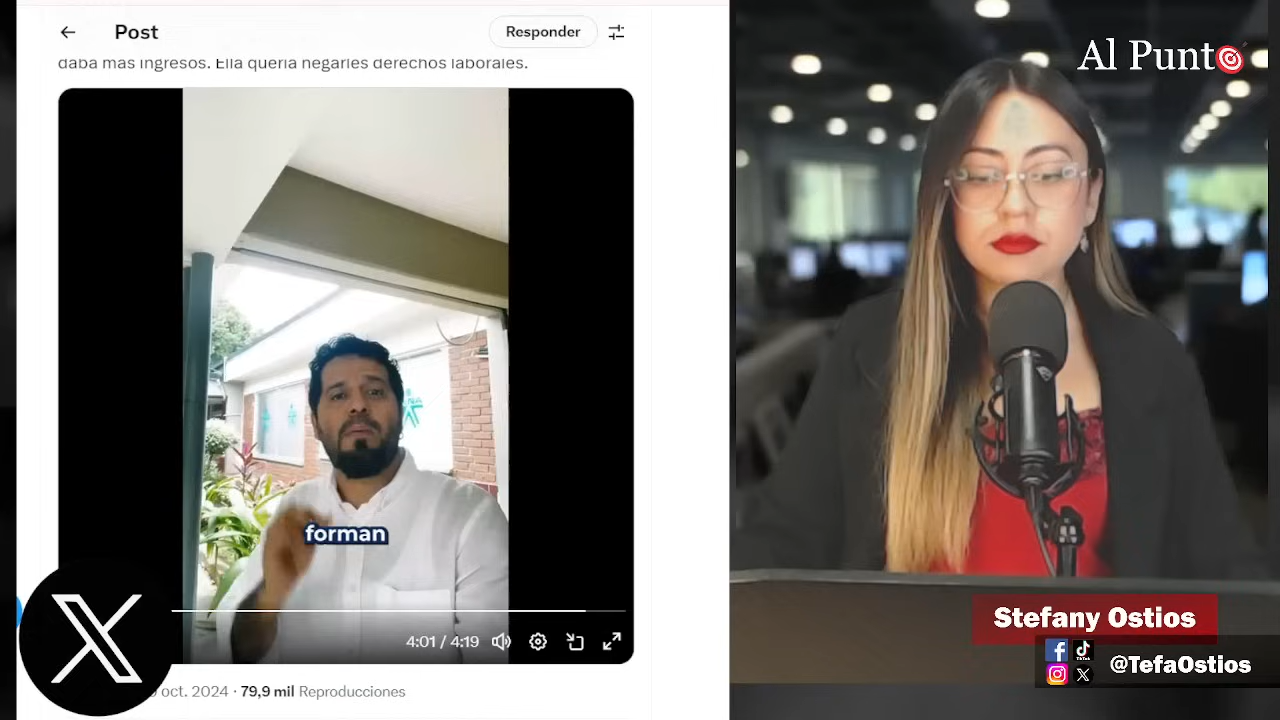 Post
Responder
daba más ingresos. Ella quería negarles derechos laborales.
forman
4:01 / 4:19
oct. 2024 · 79,9 mil Reproducciones
Al Punto
Stefany Ostios
@TefaOstios